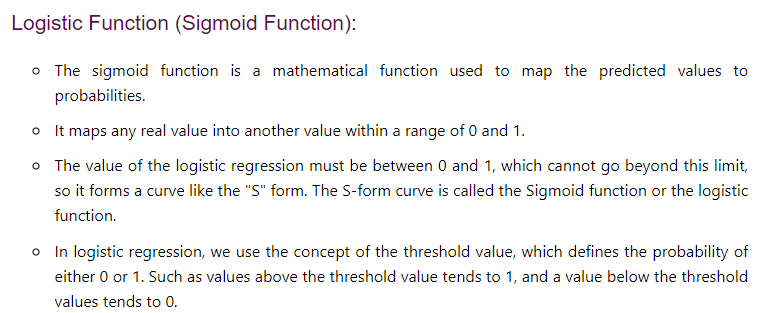 Logistic Function (Sigmoid Function):
The sigmoid function is a mathematical function used to map the predicted values to
probabilities.
It maps any real value into another value within a range of 0 and 1.
The value of the logistic regression must be between 0 and 1, which cannot go beyond this limit,
so it forms a curve like the "S" form. The S-form curve is called the Sigmoid function or the logistic
function.
In logistic regression, we use the concept of the threshold value, which defines the probability of
either 0 or 1. Such as values above the threshold value tends to 1, and a value below the threshold
values tends to 0.